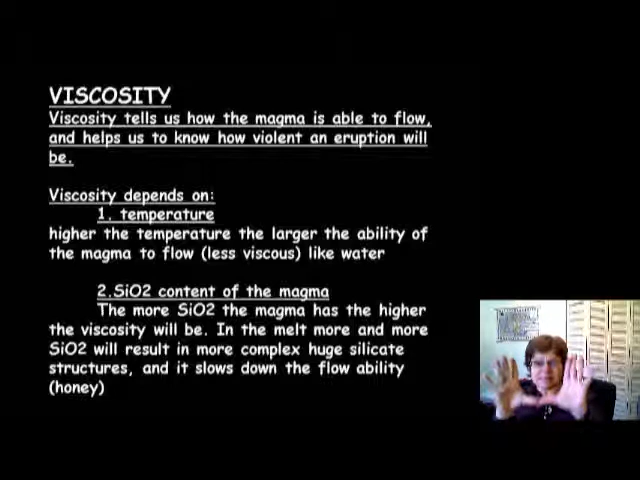 VISCOSITY
Viscosity tells us how the magma is able to flow,
and helps us to know how violent an eruption will
be.
Viscosity depends on:
1. temperature
higher the temperature the larger the ability of
the magma to flow (less viscous) like water
2.SiO2 content of the magma
The more SiO2 the magma has the higher
the viscosity will be. In the melt more and more
SiO2 will result in more complex huge silicate
structures, and it slows down the flow ability
(honey)